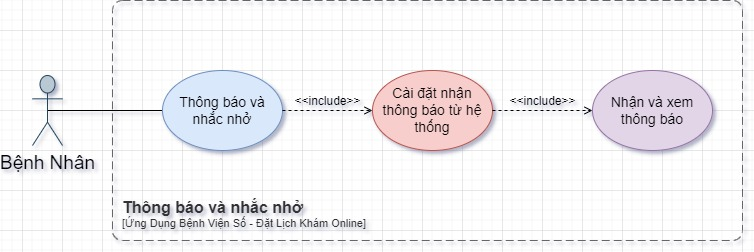 Thông báo và
nhắc nhở
<<include>>
Cài đặt nhận
thông báo từ hệ
thống
<<include>>
Nhận và xem
thông báo
Bệnh Nhân
Thông báo và nhắc nhở
[Ứng Dụng Bệnh Viện Số - Đặt Lịch Khám Online]